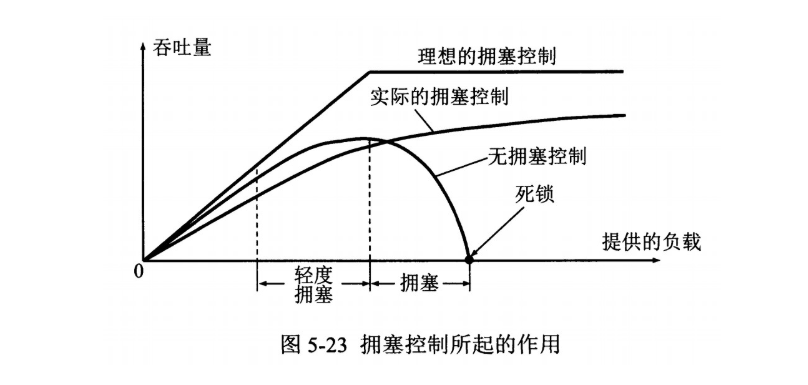 吞吐量
理想的拥塞控制
实际的拥塞控制
无拥塞控制
死锁
提供的负载
0
轻度
拥塞
拥塞
图 5-23 拥塞控制所起的作用